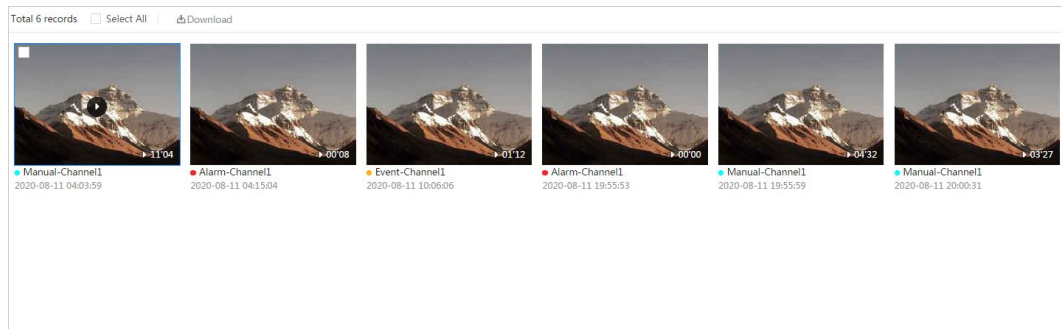 Total 6 records Select All Download
11'04 00'08 01'12 00'00 04'32 03'27
Manual-Channel1 Alarm-Channel1 Event-Channel1 Alarm-Channel1 Manual-Channel1 Manual-Channel1
2020-08-11 04:03:59 2020-08-11 04:15:04 2020-08-11 10:06:06 2020-08-11 19:55:53 2020-08-11 19:55:59 2020-08-11 20:00:31